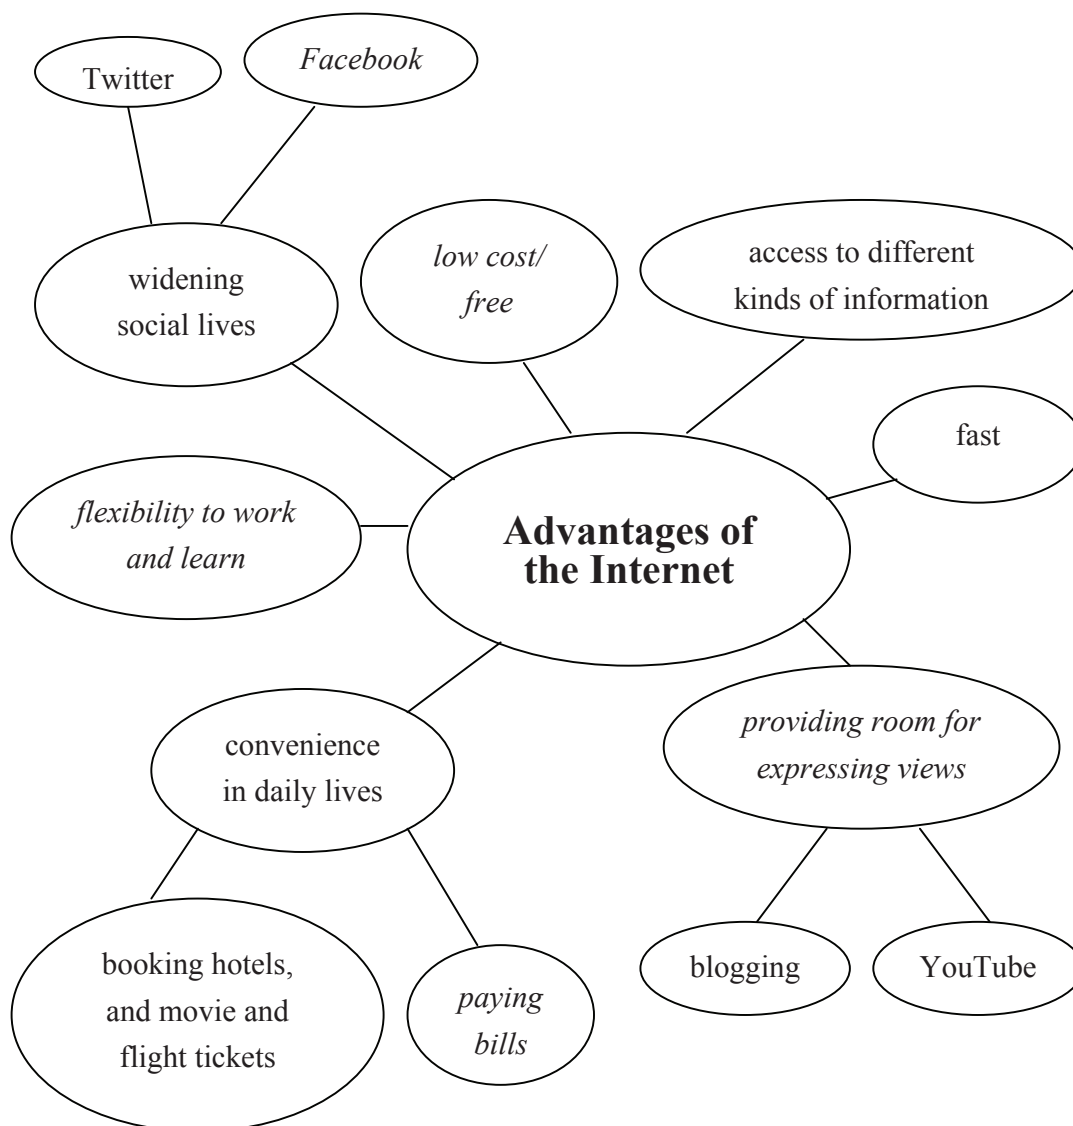 Twitter
Facebook
widening
social lives
low cost/
free
access to different
kinds of information
fast
flexibility to work
and learn
Advantages of
the Internet
convenience
in daily lives
providing room for
expressing views
booking hotels,
and movie and
flight tickets
paying
bills
blogging
YouTube